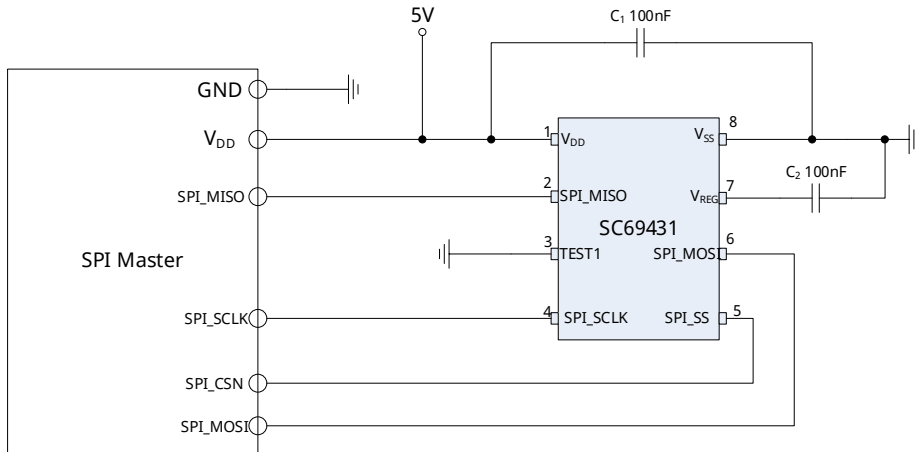 C₁ 100nF
5V
GND
V_DD
1
V_DD
V_SS
8
C₂ 100nF
SPI_MISO
2
SPI_MISO
V_REG
7
SC69431
SPI Master
3
TEST1
SPI_MOSI
6
SPI_SCLK
4
SPI_SCLK
SPI_SS
5
SPI_CSN
SPI_MOSI